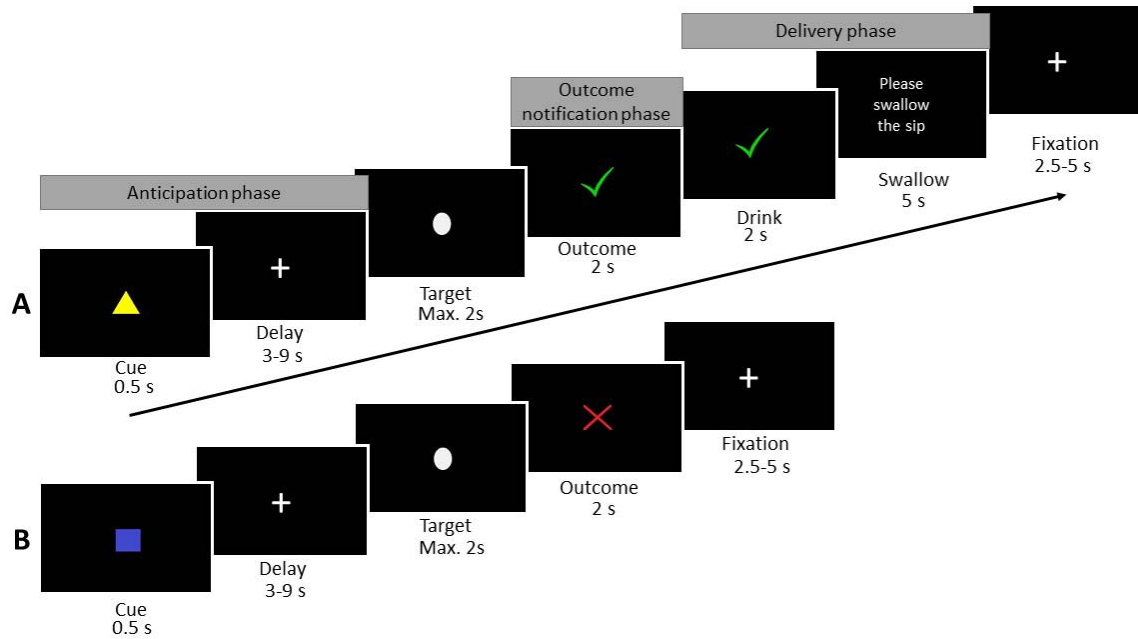 Delivery phase
Outcome
notification phase
Please
swallow
the sip
Anticipation phase
Fixation
2.5-5 s
Swallow
5 s
Drink
2 s
Outcome
2 s
Target
Max. 2s
Delay
3-9 s
A
Cue
0.5 s
Fixation
2.5-5 s
Outcome
2 s
Target
Max. 2s
Delay
3-9 s
B
Cue
0.5 s